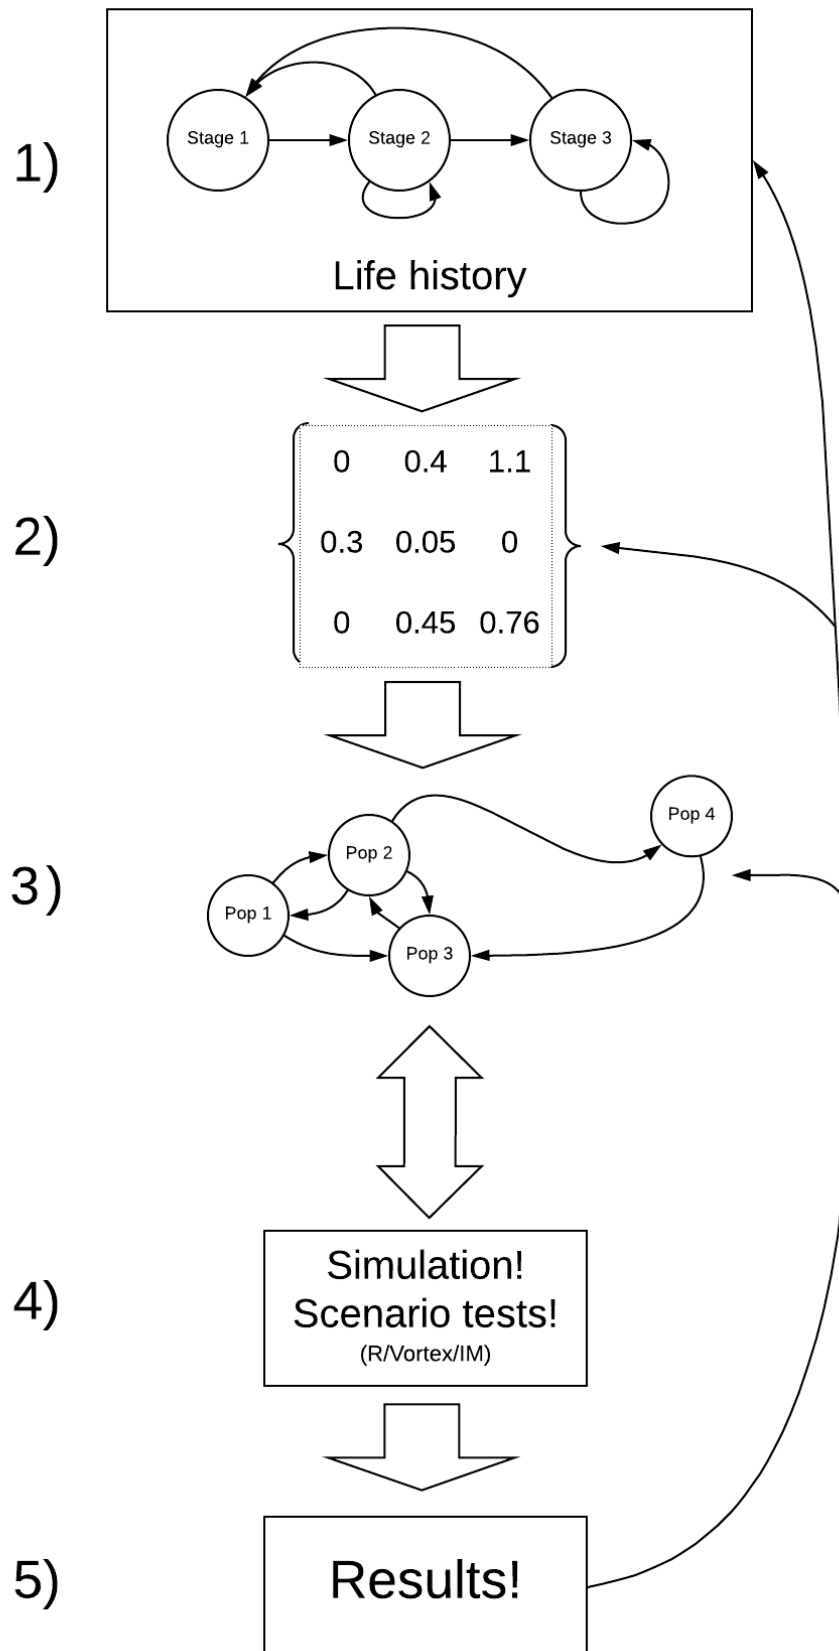 1)
Stage 1 Stage 2 Stage 3
Life history
2)
0 0.4 1.1
0.3 0.05 0
0 0.45 0.76
3)
Pop 4
Pop 2
Pop 1
Pop 3
4)
Simulation!
Scenario tests!
(R/Vortex/IM)
5)
Results!